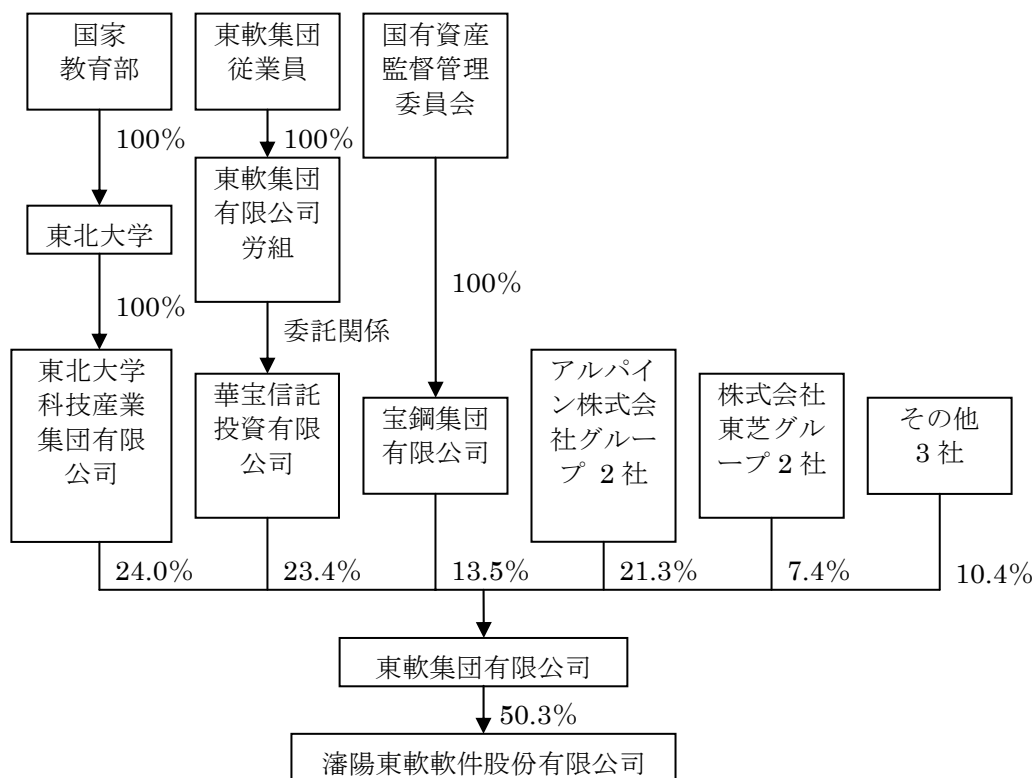 国家
教育部
東軟集団
従業員
国有資産
監督管理
委員会
100%
100%
東軟集団
有限公司
労組
東北大学
100%
100%
委託関係
東北大学
科技産業
集団有限
公司
華宝信託
投資有限
公司
宝鋼集団
有限公司
アルパイ
ン株式会
社グルー
プ 2社
株式会社
東芝グル
ープ2社
その他
3社
24.0%
23.4%
13.5%
21.3%
7.4%
10.4%
東軟集団有限公司
50.3%
瀋陽東軟軟件股份有限公司